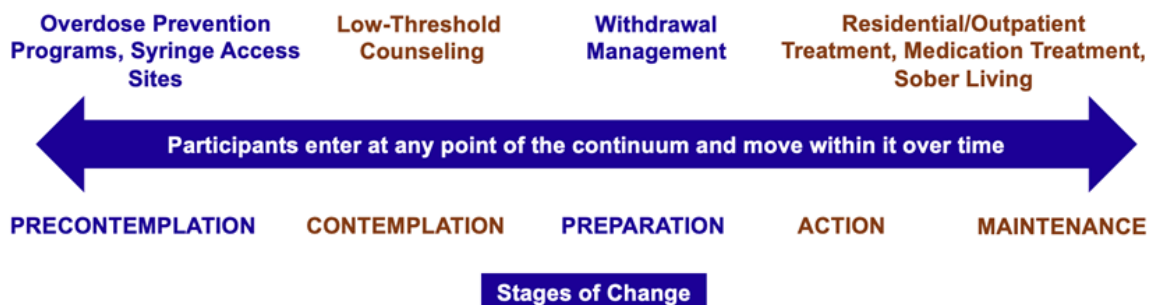 Overdose Prevention
Programs, Syringe Access
Sites
Low-Threshold
Counseling
Withdrawal
Management
Residential/Outpatient
Treatment, Medication Treatment,
Sober Living
Participants enter at any point of the continuum and move within it over time
PRECONTEMPLATION
CONTEMPLATION
PREPARATION
ACTION
MAINTENANCE
Stages of Change